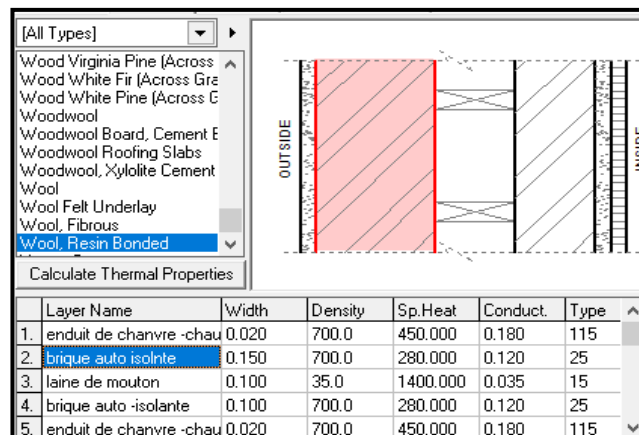 [All Types]
Wood Virginia Pine (Across
Wood White Fir (Across Gra
Wood White Pine (Across G
Woodwool
Woodwool Board, Cement B
Woodwool Roofing Slabs
Woodwool, Xylolite Cement
Wool
Wool Felt Underlay
Wool, Fibrous
Wool, Resin Bonded
Calculate Thermal Properties
OUTSIDE
INSIDE
Layer Name Width Density Sp.Heat Conduct. Type
1. enduit de chanvre -chau 0.020 700.0 450.000 0.180 115
2. brique auto isolnte 0.150 700.0 280.000 0.120 25
3. laine de mouton 0.100 35.0 1400.000 0.035 15
4. brique auto -isolante 0.100 700.0 280.000 0.120 25
5. enduit de chanvre -chau 0.020 700.0 450.000 0.180 115